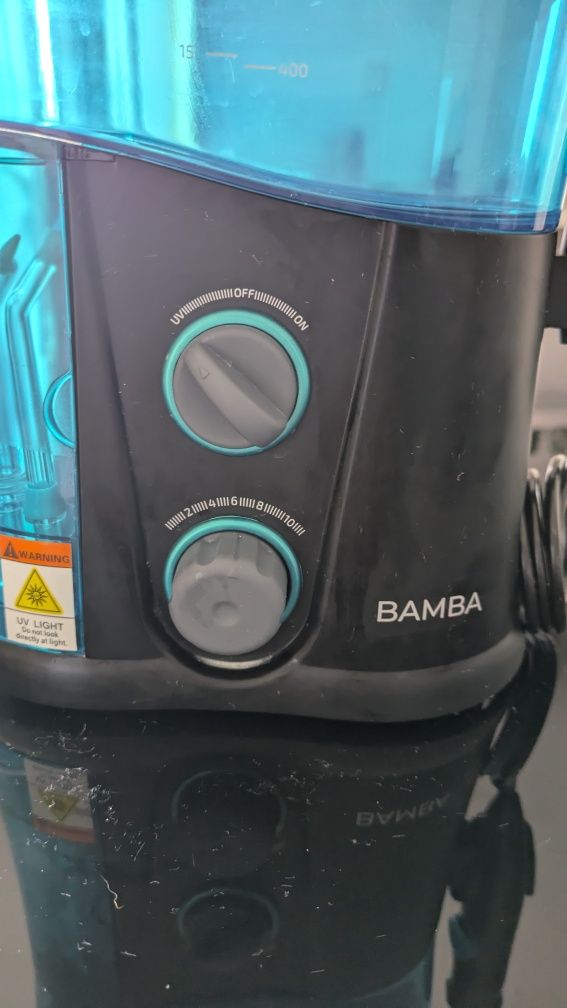 15
400
UV OFF ON
2 4 6 8 10
BAMBA
WARNING
UV LIGHT
Do not look
directly at light.